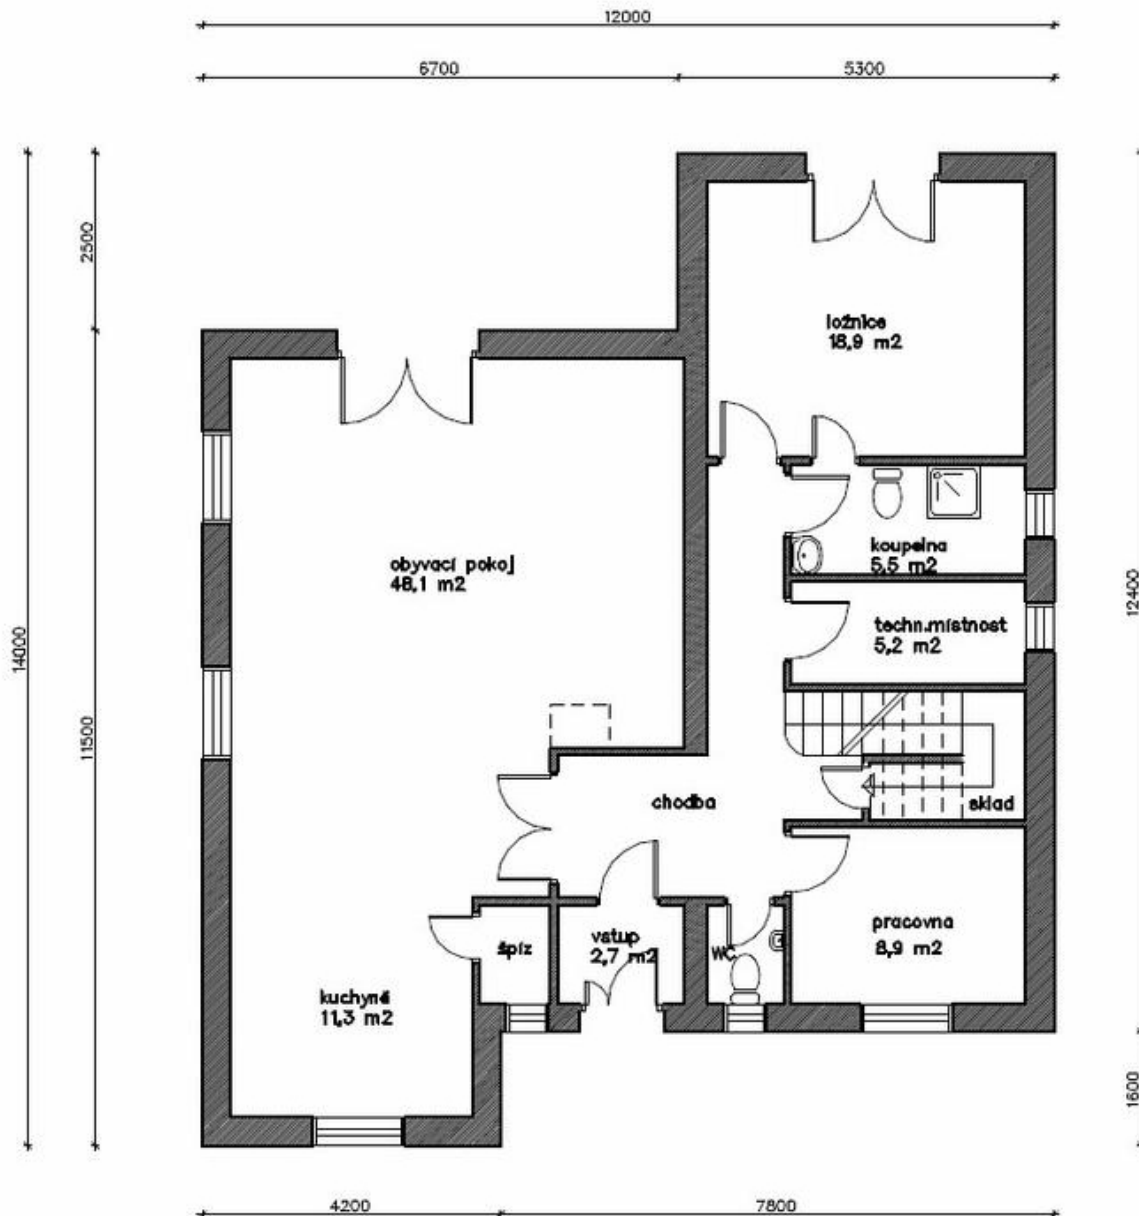 12000
6700
5300
2500
ložnice
18,9 m2
obývací pokoj
48,1 m2
koupelna
5,5 m2
techn.místnost
5,2 m2
14000
11500
12400
chodba
sklad
pracovna
8,9 m2
vstup
2,7 m2
WC
špíz
kuchyně
11,3 m2
1600
4200
7800